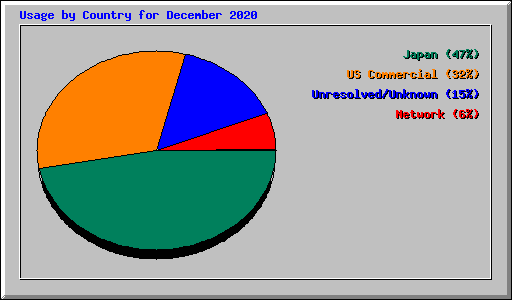 Usage by Country for December 2020
Japan (47%)
US Commercial (32%)
Unresolved/Unknown (15%)
Network (6%)